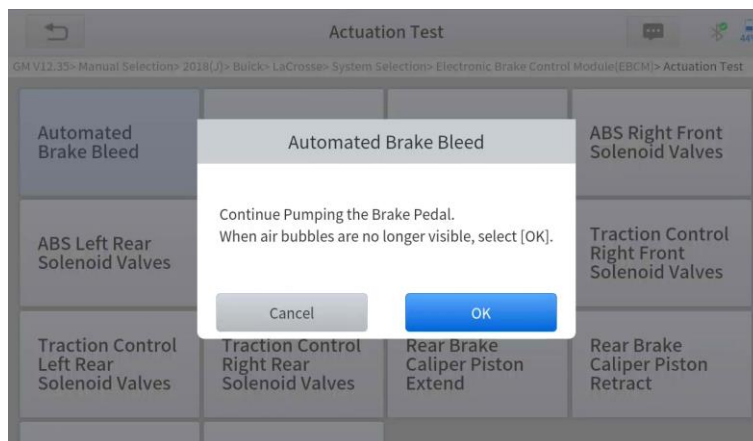 Actuation Test
GM V12.35> Manual Selection> 2018(J)> Buick> LaCrosse> System Selection> Electronic Brake Control Module(EBCM)> Actuation Test
Automated
Brake Bleed
ABS Right Front
Solenoid Valves
Automated Brake Bleed
Continue Pumping the Brake Pedal.
When air bubbles are no longer visible, select [OK].
Cancel
OK
ABS Left Rear
Solenoid Valves
Traction Control
Right Front
Solenoid Valves
Traction Control
Left Rear
Solenoid Valves
Traction Control
Right Rear
Solenoid Valves
Rear Brake
Caliper Piston
Extend
Rear Brake
Caliper Piston
Retract